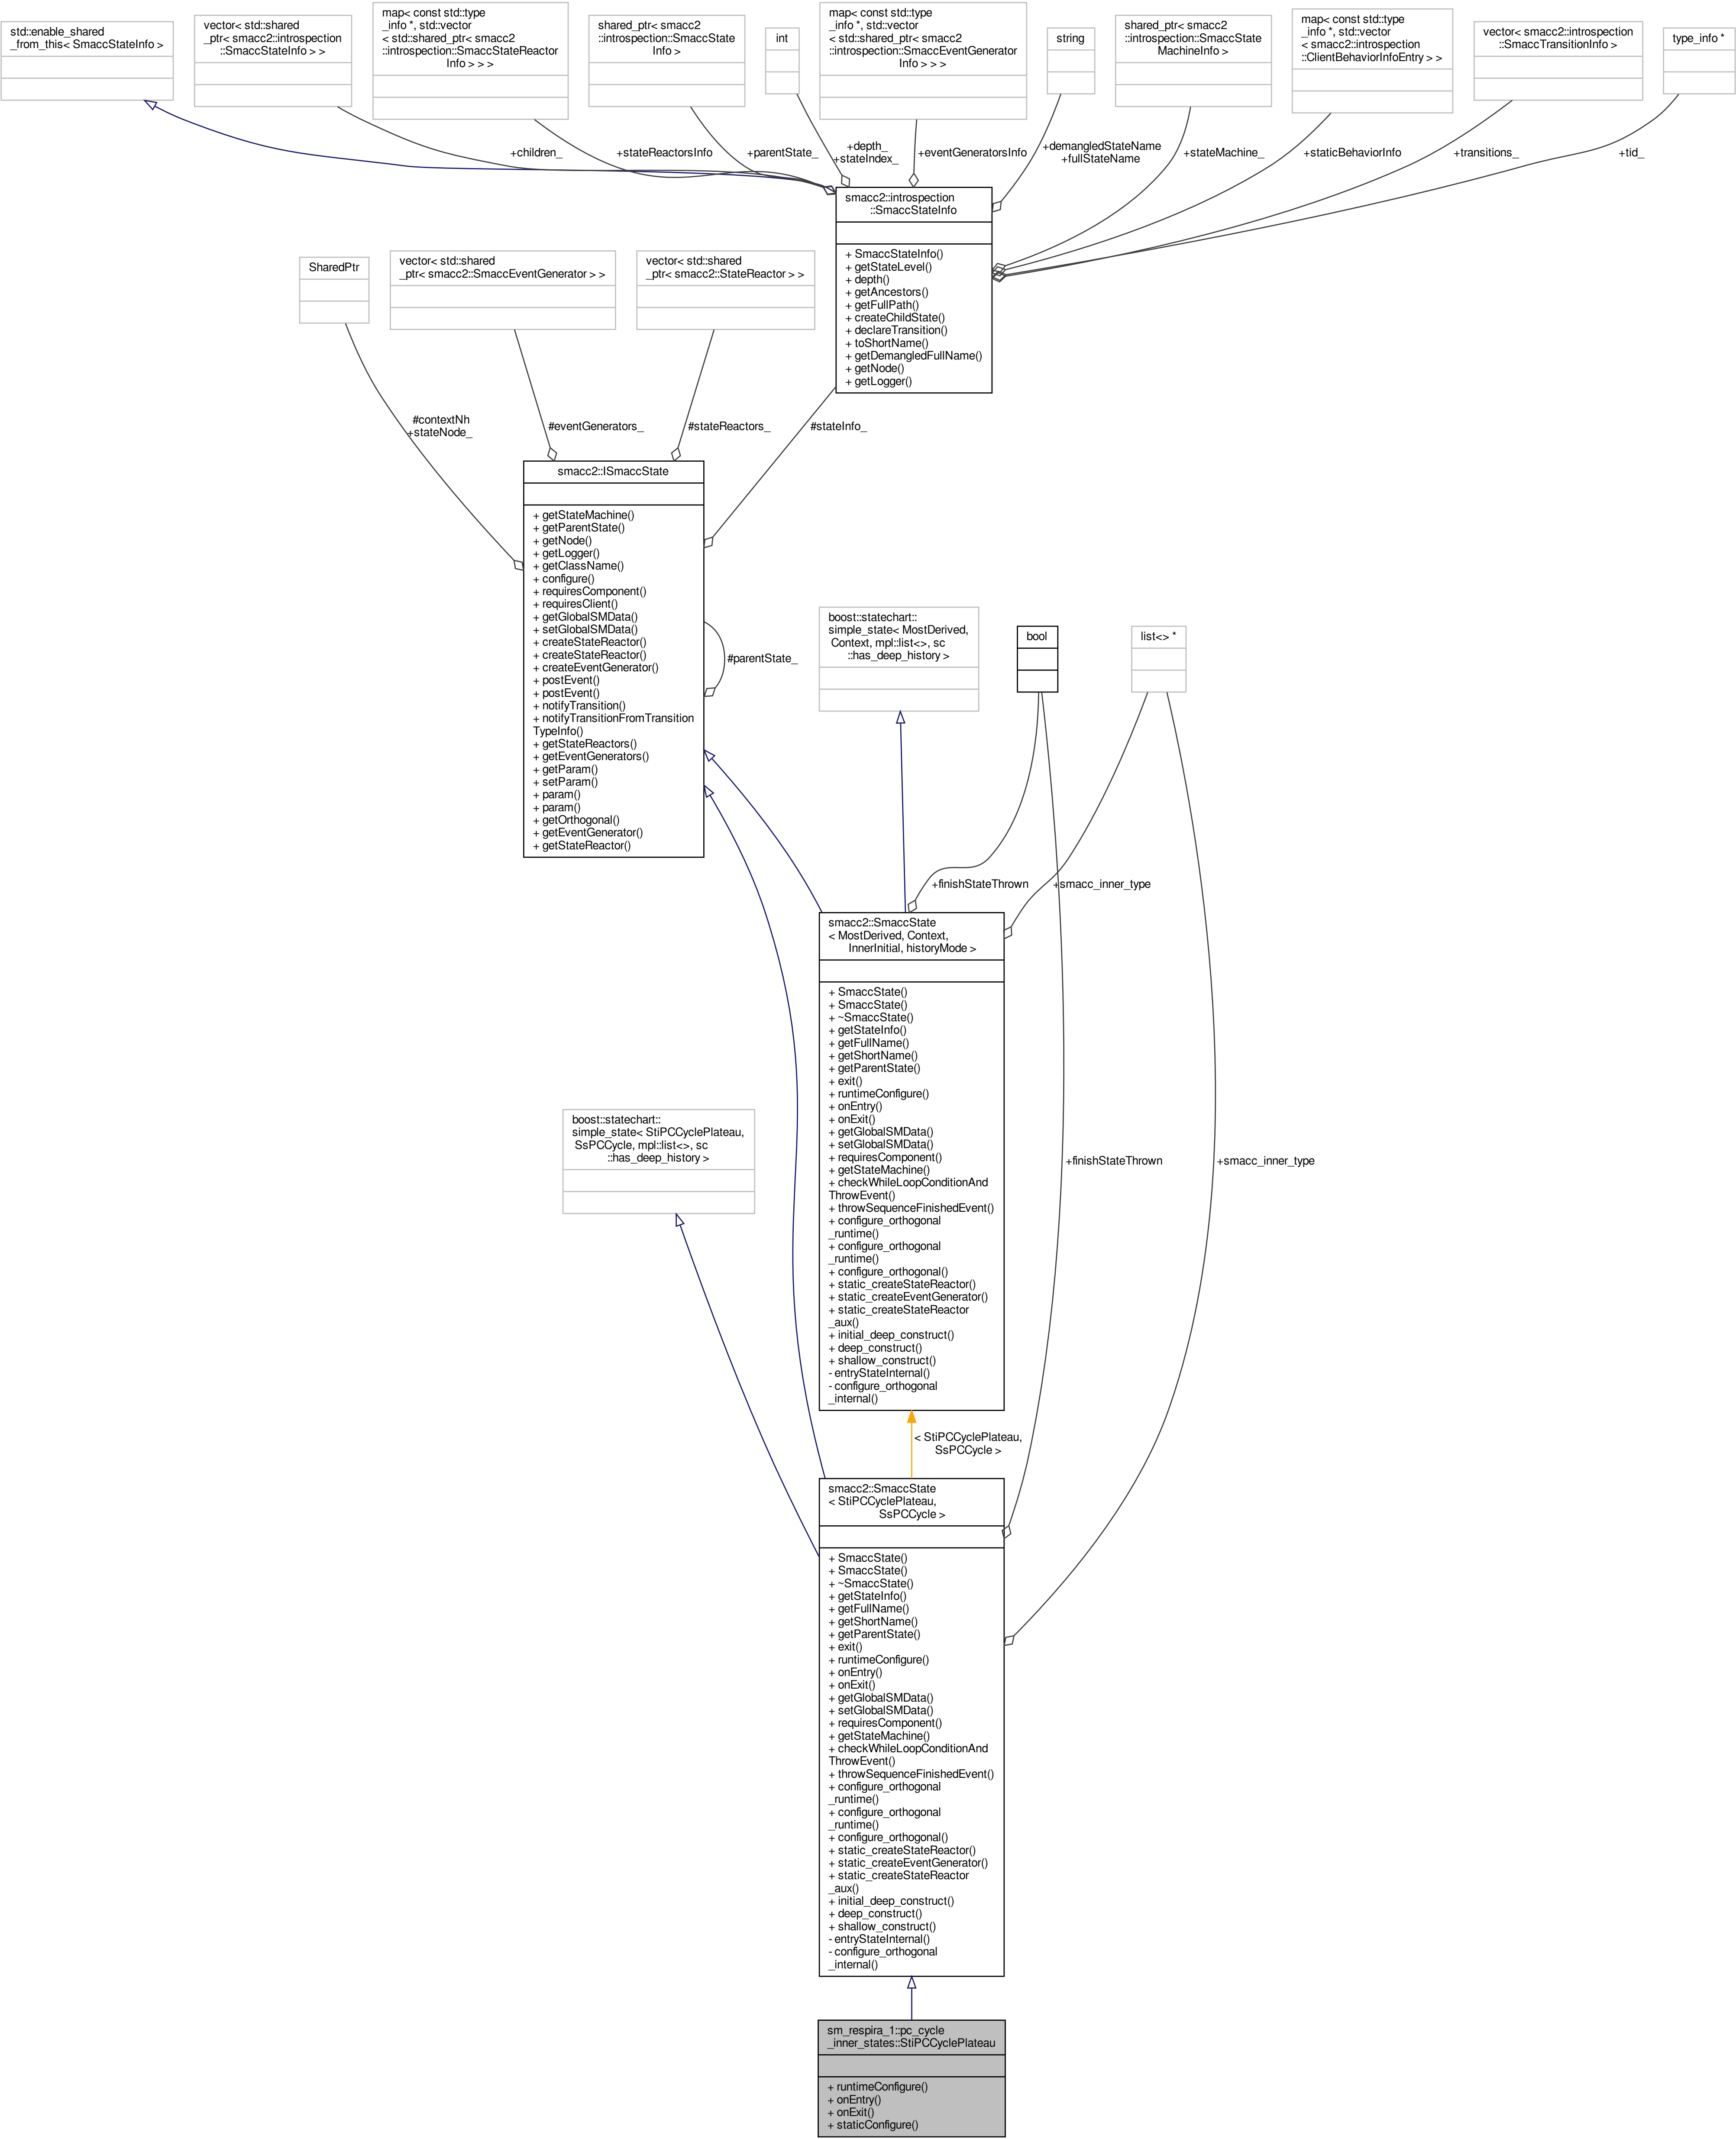 std::enable_shared
_from_this< SmaccStateInfo >
vector< std::shared
_ptr< smacc2::introspection
::SmaccStateInfo > >
map< const std::type
_info *, std::vector
< std::shared_ptr< smacc2
::introspection::SmaccStateReactor
Info > > >
shared_ptr< smacc2
::introspection::SmaccState
Info >
int
map< const std::type
_info *, std::vector
< std::shared_ptr< smacc2
::introspection::SmaccEventGenerator
Info > > >
string
shared_ptr< smacc2
::introspection::SmaccState
MachineInfo >
map< const std::type
_info *, std::vector
< smacc2::introspection
::ClientBehaviorInfoEntry > >
vector< smacc2::introspection
::SmaccTransitionInfo >
type_info *
+children_
+stateReactorsInfo
+parentState_
+depth_
+stateIndex_
+eventGeneratorsInfo
+demangledStateName
+fullStateName
+stateMachine_
+staticBehaviorInfo
+transitions_
+tid_
smacc2::introspection
::SmaccStateInfo
+ SmaccStateInfo()
+ getStateLevel()
+ depth()
+ getAncestors()
+ getFullPath()
+ createChildState()
+ declareTransition()
+ toShortName()
+ getDemangledFullName()
+ getNode()
+ getLogger()
SharedPtr
vector< std::shared
_ptr< smacc2::SmaccEventGenerator > >
vector< std::shared
_ptr< smacc2::StateReactor > >
#contextNh
+stateNode_
#eventGenerators_
#stateReactors_
#stateInfo_
smacc2::ISmaccState
+ getStateMachine()
+ getParentState()
+ getNode()
+ getLogger()
+ getClassName()
+ configure()
+ requiresComponent()
+ requiresClient()
+ getGlobalSMData()
+ setGlobalSMData()
+ createStateReactor()
+ createStateReactor()
+ createEventGenerator()
+ postEvent()
+ postEvent()
+ notifyTransition()
+ notifyTransitionFromTransition
TypeInfo()
+ getStateReactors()
+ getEventGenerators()
+ getParam()
+ setParam()
+ param()
+ param()
+ getOrthogonal()
+ getEventGenerator()
+ getStateReactor()
#parentState_
boost::statechart::
simple_state< MostDerived,
Context, mpl::list<>, sc
::has_deep_history >
bool
list<> *
+finishStateThrown
+smacc_inner_type
smacc2::SmaccState
< MostDerived, Context,
InnerInitial, historyMode >
+ SmaccState()
+ SmaccState()
+ ~SmaccState()
+ getStateInfo()
+ getFullName()
+ getShortName()
+ getParentState()
+ exit()
+ runtimeConfigure()
+ onEntry()
+ onExit()
+ getGlobalSMData()
+ setGlobalSMData()
+ requiresComponent()
+ getStateMachine()
+ checkWhileLoopConditionAnd
ThrowEvent()
+ throwSequenceFinishedEvent()
+ configure_orthogonal
_runtime()
+ configure_orthogonal
_runtime()
+ configure_orthogonal()
+ static_createStateReactor()
+ static_createEventGenerator()
+ static_createStateReactor
_aux()
+ initial_deep_construct()
+ deep_construct()
+ shallow_construct()
- entryStateInternal()
- configure_orthogonal
_internal()
boost::statechart::
simple_state< StiPCCyclePlateau,
SsPCCycle, mpl::list<>, sc
::has_deep_history >
+finishStateThrown
+smacc_inner_type
< StiPCCyclePlateau,
SsPCCycle >
smacc2::SmaccState
< StiPCCyclePlateau,
SsPCCycle >
+ SmaccState()
+ SmaccState()
+ ~SmaccState()
+ getStateInfo()
+ getFullName()
+ getShortName()
+ getParentState()
+ exit()
+ runtimeConfigure()
+ onEntry()
+ onExit()
+ getGlobalSMData()
+ setGlobalSMData()
+ requiresComponent()
+ getStateMachine()
+ checkWhileLoopConditionAnd
ThrowEvent()
+ throwSequenceFinishedEvent()
+ configure_orthogonal
_runtime()
+ configure_orthogonal
_runtime()
+ configure_orthogonal()
+ static_createStateReactor()
+ static_createEventGenerator()
+ static_createStateReactor
_aux()
+ initial_deep_construct()
+ deep_construct()
+ shallow_construct()
- entryStateInternal()
- configure_orthogonal
_internal()
sm_respira_1::pc_cycle
_inner_states::StiPCCyclePlateau
+ runtimeConfigure()
+ onEntry()
+ onExit()
+ staticConfigure()